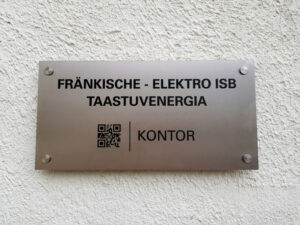 FRÄNKISCHE - ELEKTRO ISB
TAASTUVENERGIA
KONTOR